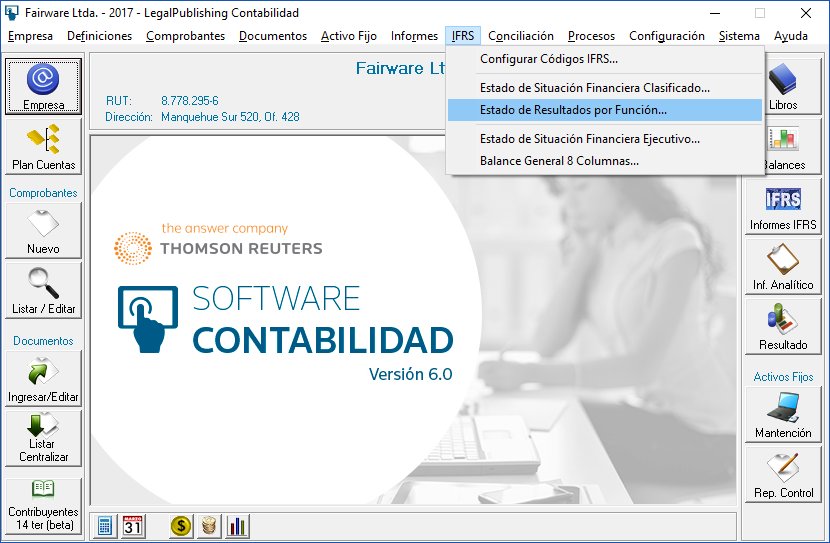 Fairware Ltda. - 2017 - LegalPublishing Contabilidad
Empresa Definiciones Comprobantes Documentos Activo Fijo Informes IFRS Conciliación Procesos Configuración Sistema Ayuda
Configurar Códigos IFRS...
Estado de Situación Financiera Clasificado...
Estado de Resultados por Función...
Estado de Situación Financiera Ejecutivo...
Balance General 8 Columnas...
Empresa
Plan Cuentas
Comprobantes
Nuevo
Listar / Editar
Documentos
Ingresar/Editar
Listar
Centralizar
Contribuyentes
14 ter (beta)
Fairware Lt
RUT: 8.778.295-6
Dirección: Manquehue Sur 520, Of. 428
the answer company
THOMSON REUTERS
SOFTWARE
CONTABILIDAD
Versión 6.0
31
$
Libros
Balances
IFRS
Informes IFRS
Inf. Analítico
Resultado
Activos Fijos
Mantención
Rep. Control